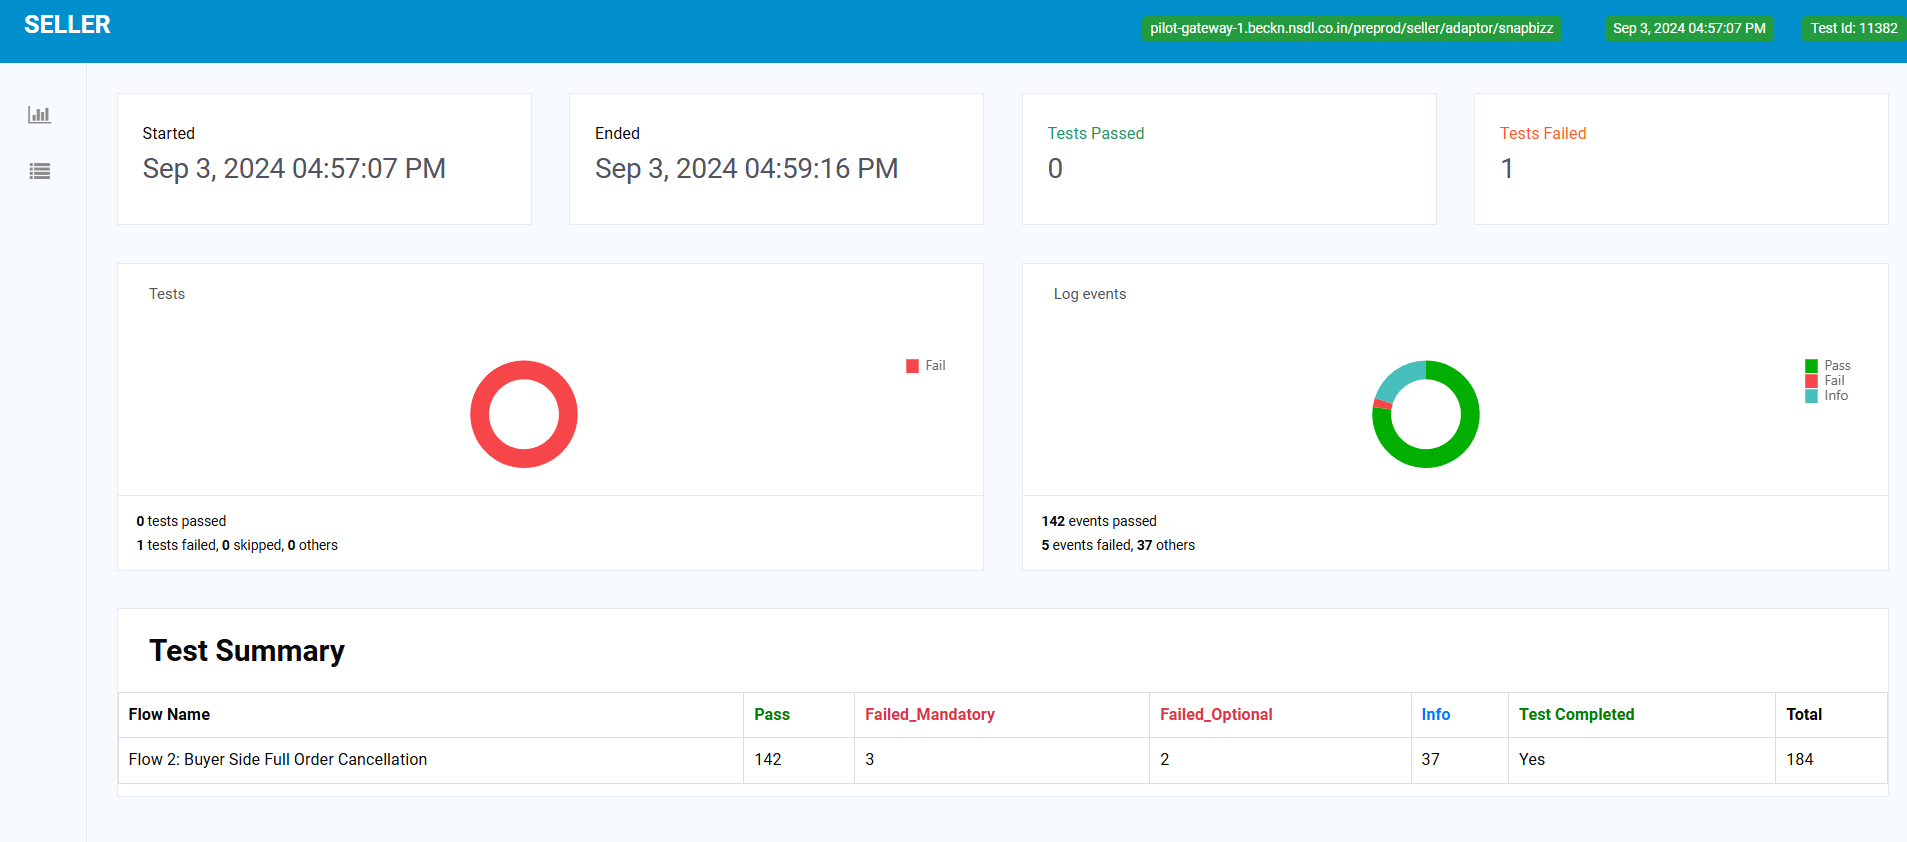 SELLER
pilot-gateway-1.beckn.nsdl.co.in/preprod/seller/adaptor/snapbizz
Sep 3, 2024 04:57:07 PM
Test Id: 11382
Started
Sep 3, 2024 04:57:07 PM
Ended
Sep 3, 2024 04:59:16 PM
Tests Passed
0
Tests Failed
1
Tests
Fail
0 tests passed
1 tests failed, 0 skipped, 0 others
Log events
Pass
Fail
Info
142 events passed
5 events failed, 37 others
Test Summary
Flow Name Pass Failed_Mandatory Failed_Optional Info Test Completed Total
Flow 2: Buyer Side Full Order Cancellation 142 3 2 37 Yes 184